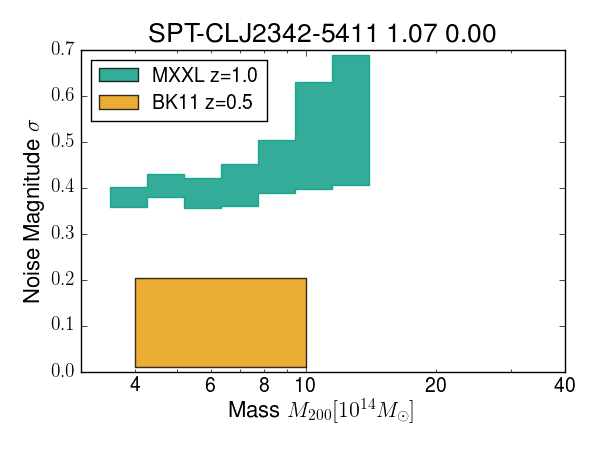 SPT-CLJ2342-5411 1.07 0.00
MXXL z=1.0
BK11 z=0.5
Noise Magnitude σ
0.7
0.6
0.5
0.4
0.3
0.2
0.1
0.0
4 6 8 10 20 40
Mass M₂₀₀[10¹⁴M☉]